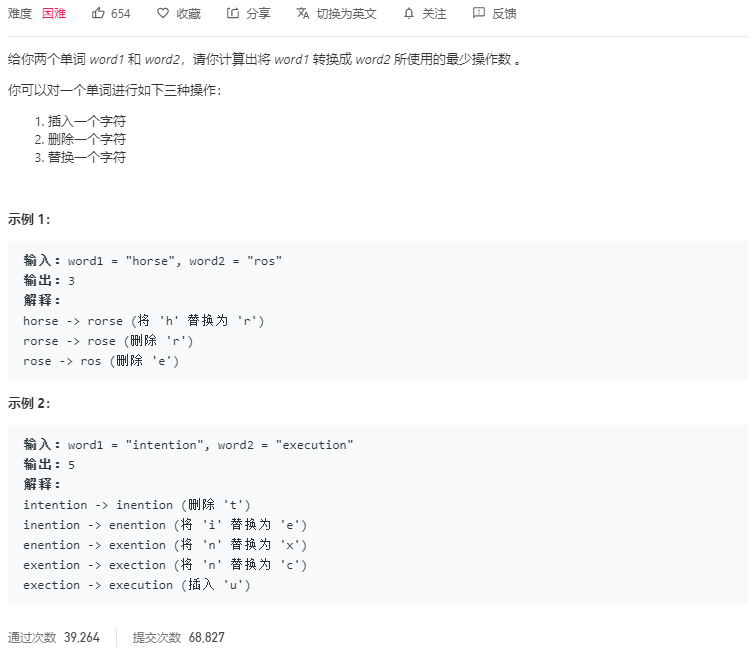 难度 困难 654 收藏 分享 切换为英文 关注 反馈
给你两个单词 word1 和 word2，请你计算出将 word1 转换成 word2 所使用的最少操作数 。
你可以对一个单词进行如下三种操作：
1. 插入一个字符
2. 删除一个字符
3. 替换一个字符
示例 1：
输入：word1 = "horse", word2 = "ros"
输出：3
解释：
horse -> rorse (将 'h' 替换为 'r')
rorse -> rose (删除 'r')
rose -> ros (删除 'e')
示例 2：
输入：word1 = "intention", word2 = "execution"
输出：5
解释：
intention -> inention (删除 't')
inention -> enention (将 'i' 替换为 'e')
enention -> exention (将 'n' 替换为 'x')
exention -> exection (将 'n' 替换为 'c')
exection -> execution (插入 'u')
通过次数 39,264 提交次数 68,827